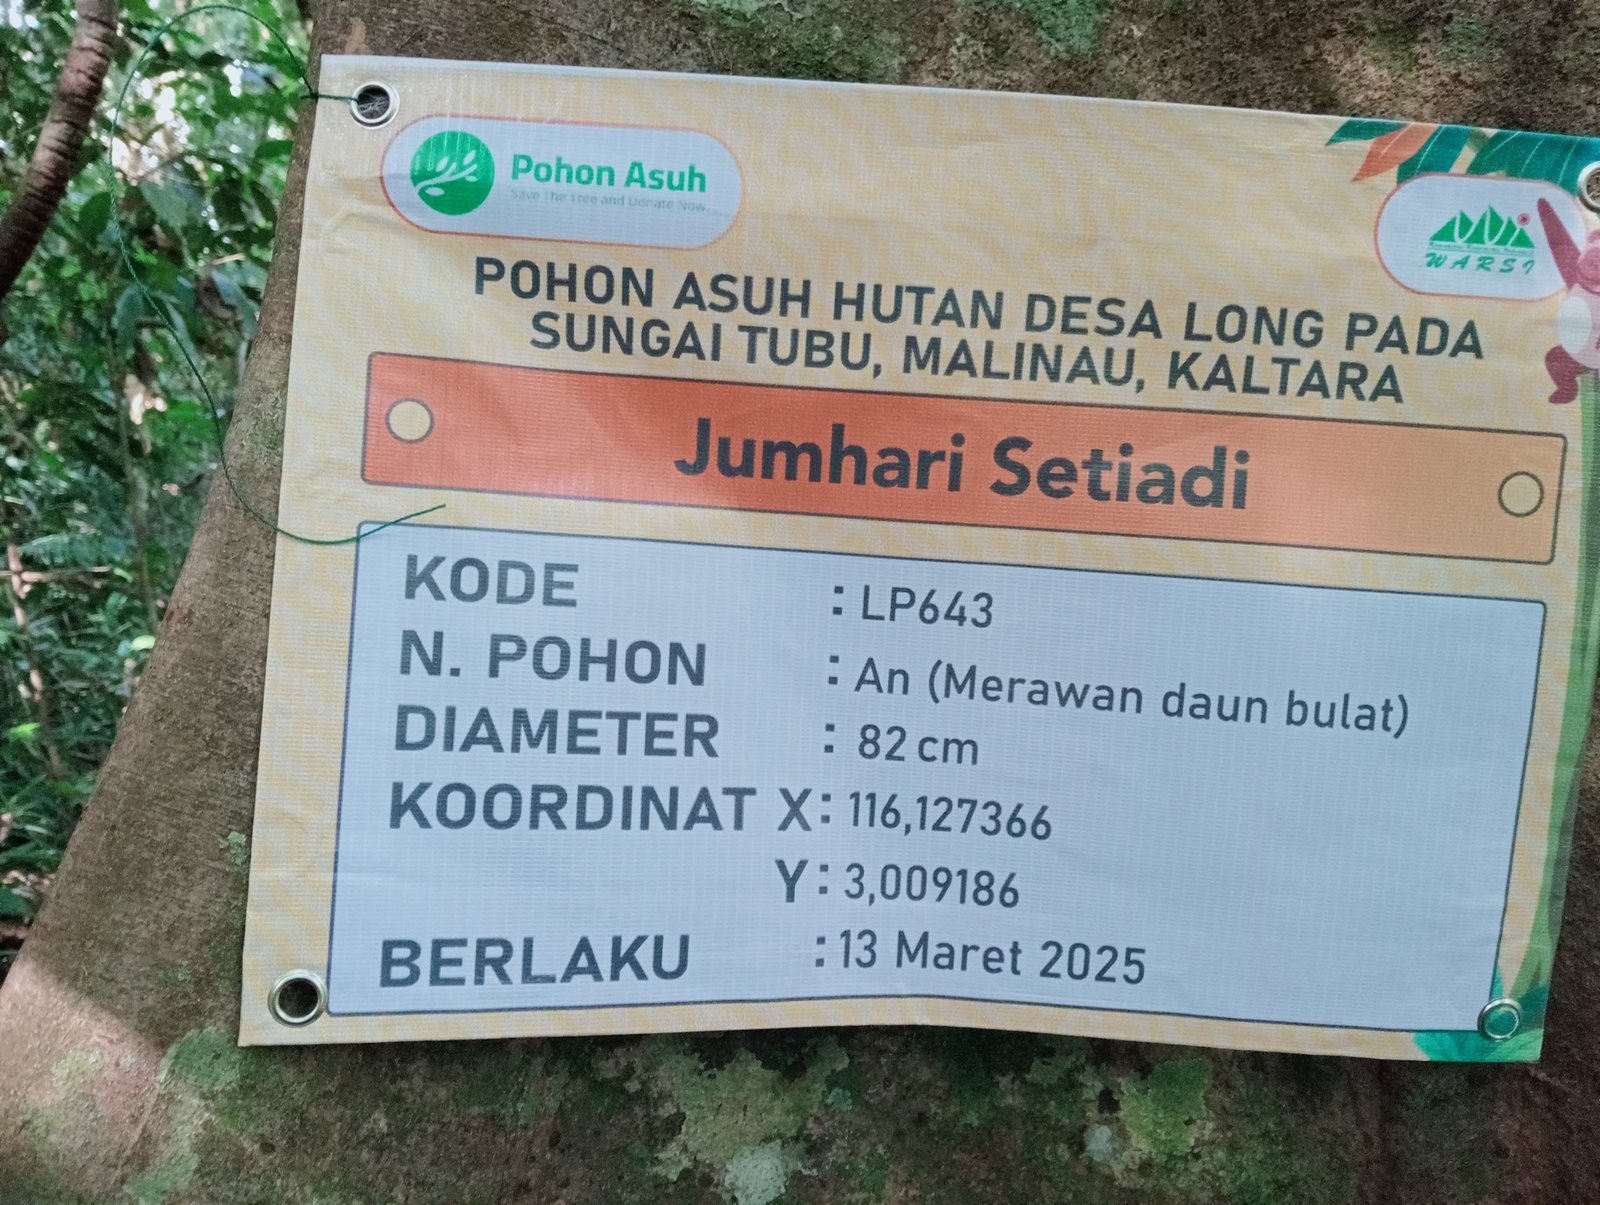 Pohon Asuh
Save The Tree and Donate Now.
WARSI
POHON ASUH HUTAN DESA LONG PADA
SUNGAI TUBU, MALINAU, KALTARA
Jumhari Setiadi
KODE : LP643
N. POHON : An (Merawan daun bulat)
DIAMETER : 82 cm
KOORDINAT X : 116,127366
Y : 3,009186
BERLAKU : 13 Maret 2025